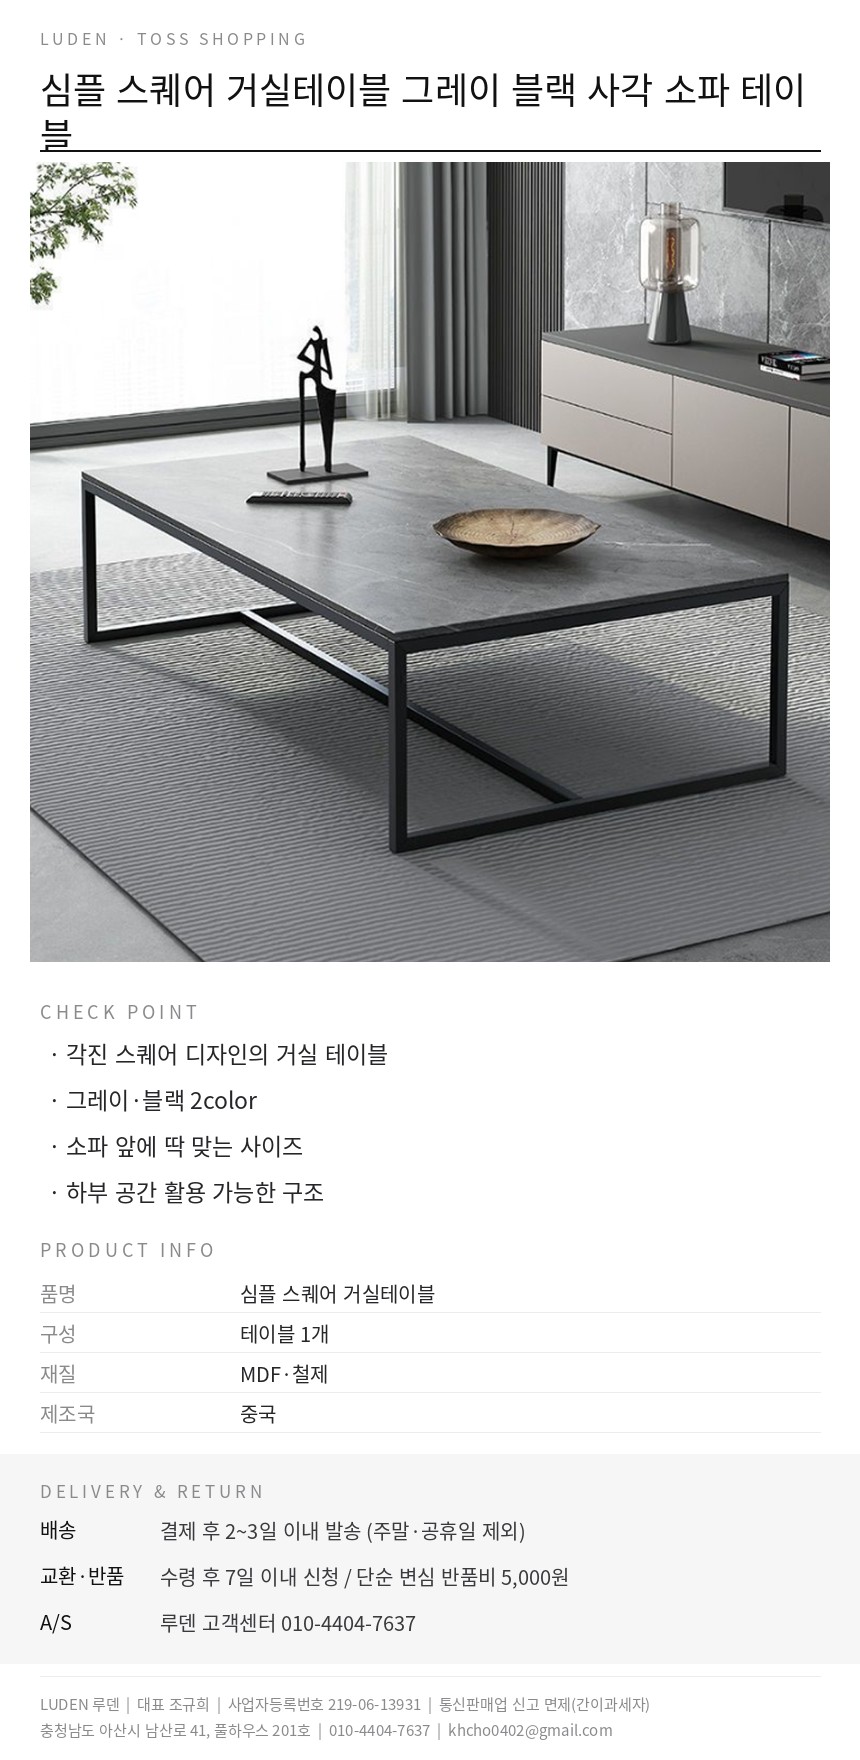 LUDEN · TOSS SHOPPING
심플 스퀘어 거실테이블 그레이 블랙 사각 소파 테이
블
CHECK POINT
· 각진 스퀘어 디자인의 거실 테이블
· 그레이·블랙 2color
· 소파 앞에 딱 맞는 사이즈
· 하부 공간 활용 가능한 구조
PRODUCT INFO
품명 심플 스퀘어 거실테이블
구성 테이블 1개
재질 MDF·철제
제조국 중국
DELIVERY & RETURN
배송 결제 후 2~3일 이내 발송 (주말·공휴일 제외)
교환·반품 수령 후 7일 이내 신청 / 단순 변심 반품비 5,000원
A/S 루덴 고객센터 010-4404-7637
LUDEN 루덴 | 대표 조규희 | 사업자등록번호 219-06-13931 | 통신판매업 신고 면제(간이과세자)
충청남도 아산시 남산로 41, 풀하우스 201호 | 010-4404-7637 | khcho0402@gmail.com